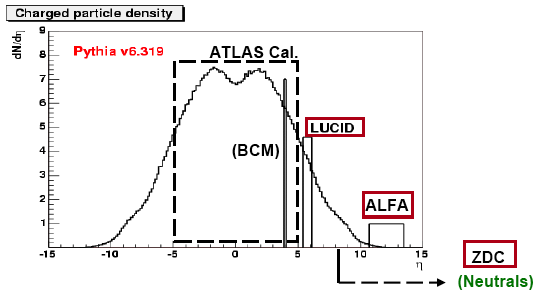 Charged particle density
dN/dη
9
8
7
6
5
4
3
2
1
Pythia v6.319
ATLAS Cal.
LUCID
(BCM)
ALFA
-15
-10
-5
0
5
10
15
η
ZDC
(Neutrals)